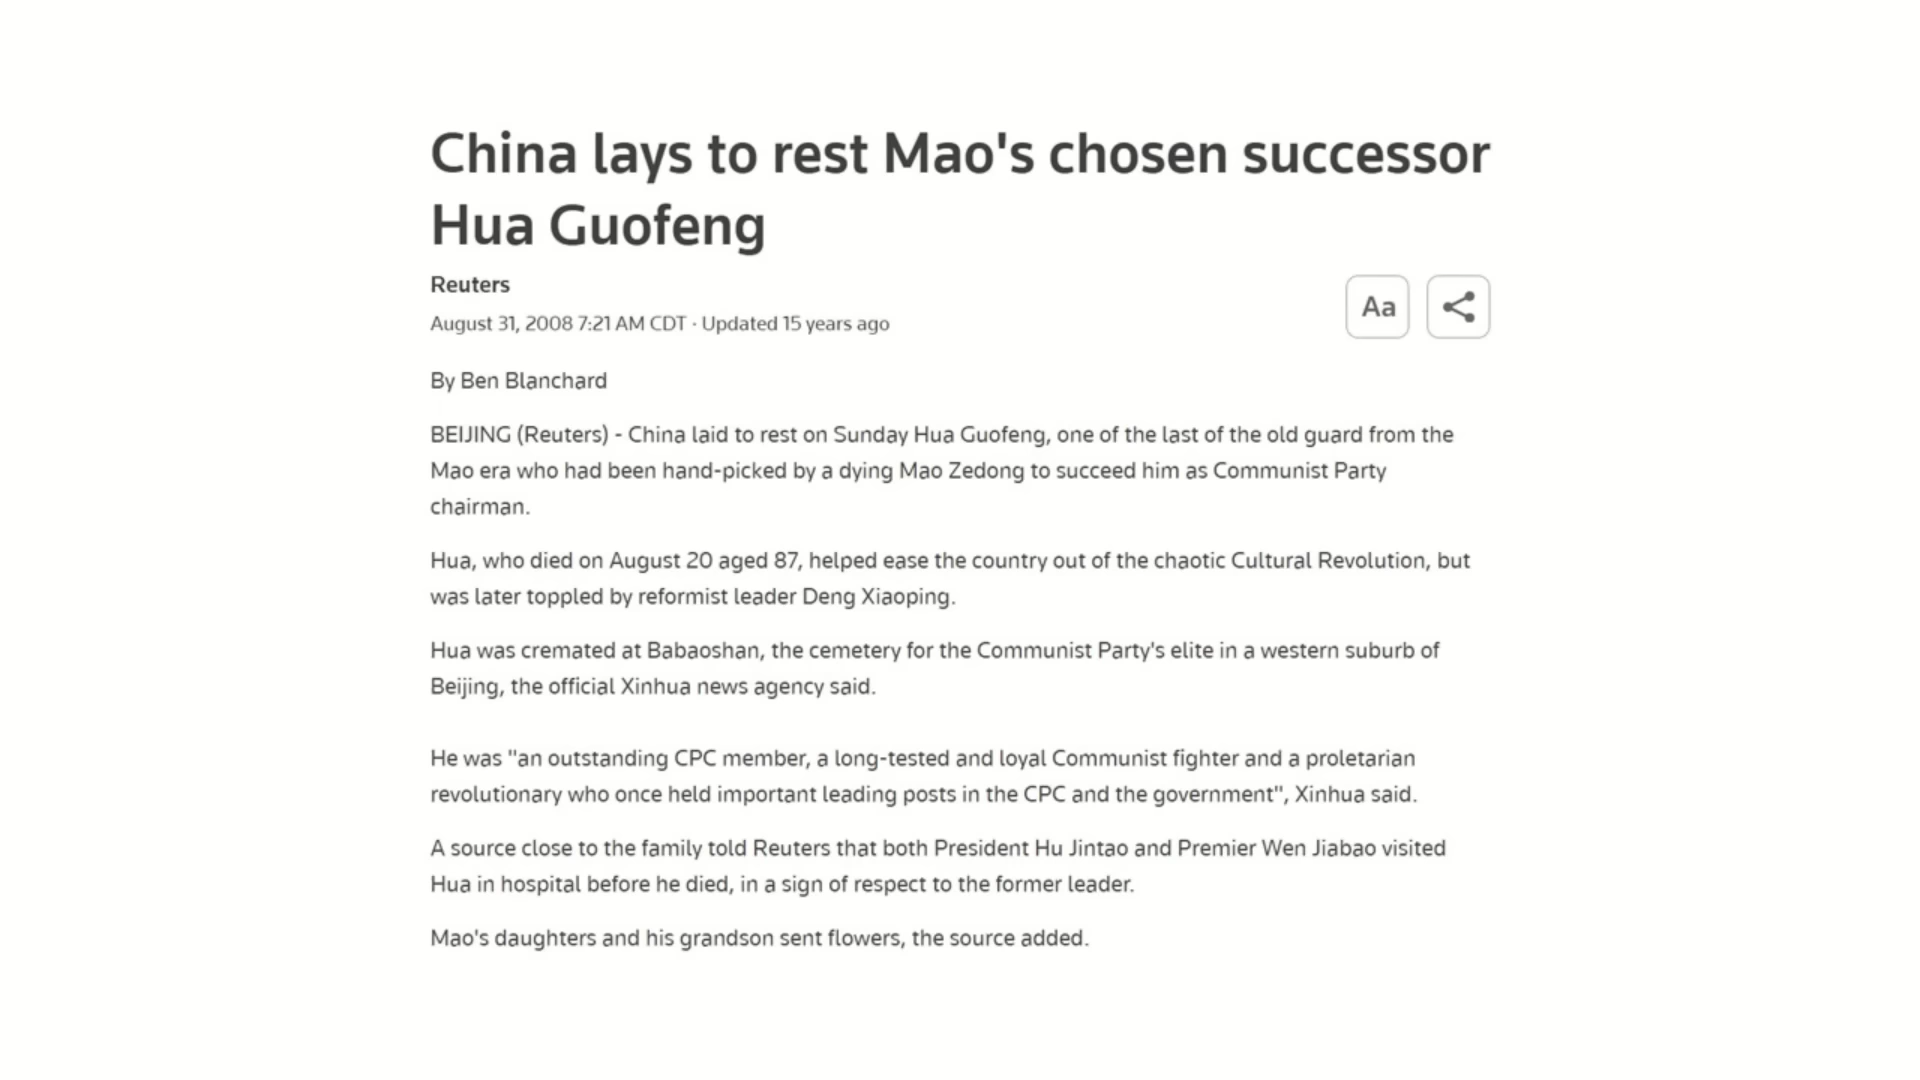 China lays to rest Mao's chosen successor
Hua Guofeng
Reuters
August 31, 2008 7:21 AM CDT · Updated 15 years ago
Aa
By Ben Blanchard
BEIJING (Reuters) - China laid to rest on Sunday Hua Guofeng, one of the last of the old guard from the
Mao era who had been hand-picked by a dying Mao Zedong to succeed him as Communist Party
chairman.
Hua, who died on August 20 aged 87, helped ease the country out of the chaotic Cultural Revolution, but
was later toppled by reformist leader Deng Xiaoping.
Hua was cremated at Babaoshan, the cemetery for the Communist Party's elite in a western suburb of
Beijing, the official Xinhua news agency said.
He was "an outstanding CPC member, a long-tested and loyal Communist fighter and a proletarian
revolutionary who once held important leading posts in the CPC and the government", Xinhua said.
A source close to the family told Reuters that both President Hu Jintao and Premier Wen Jiabao visited
Hua in hospital before he died, in a sign of respect to the former leader.
Mao's daughters and his grandson sent flowers, the source added.